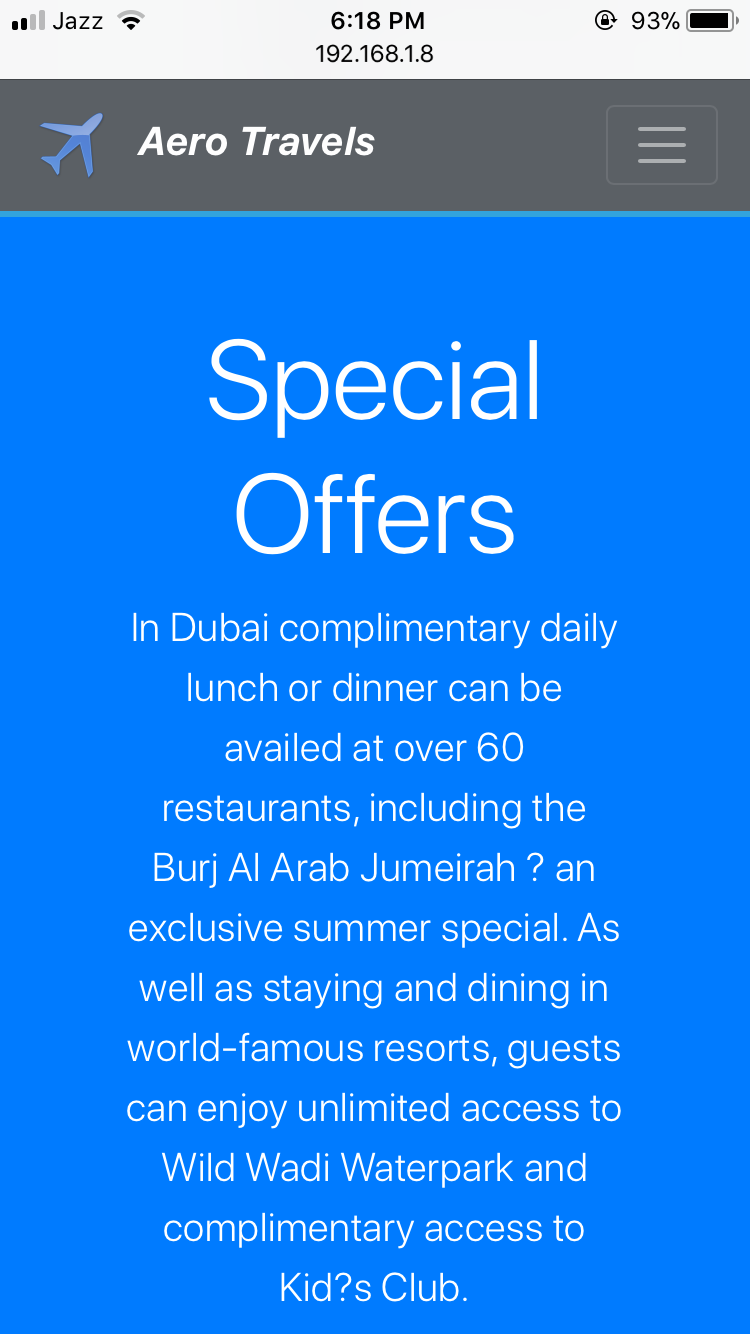 Jazz 6:18 PM 93%
192.168.1.8
Aero Travels
Special
Offers
In Dubai complimentary daily
lunch or dinner can be
availed at over 60
restaurants, including the
Burj Al Arab Jumeirah ? an
exclusive summer special. As
well as staying and dining in
world-famous resorts, guests
can enjoy unlimited access to
Wild Wadi Waterpark and
complimentary access to
Kid?s Club.